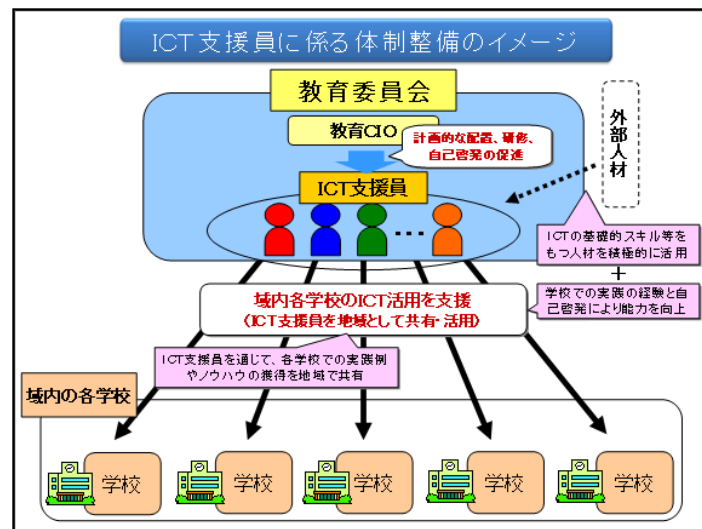 ICT支援員に係る体制整備のイメージ
教育委員会
教育CIO
計画的な配置、研修、
自己啓発の促進
外部人材
ICT支援員
…
ICTの基礎的スキル等を
もつ人材を積極的に活用
+
学校での実践の経験と自
己啓発により能力を向上
域内各学校のICT活用を支援
（ICT支援員を地域として共有・活用）
ICT支援員を通じて、各学校での実践例
やノウハウの獲得を地域で共有
域内の各学校
学校
学校
学校
学校
学校